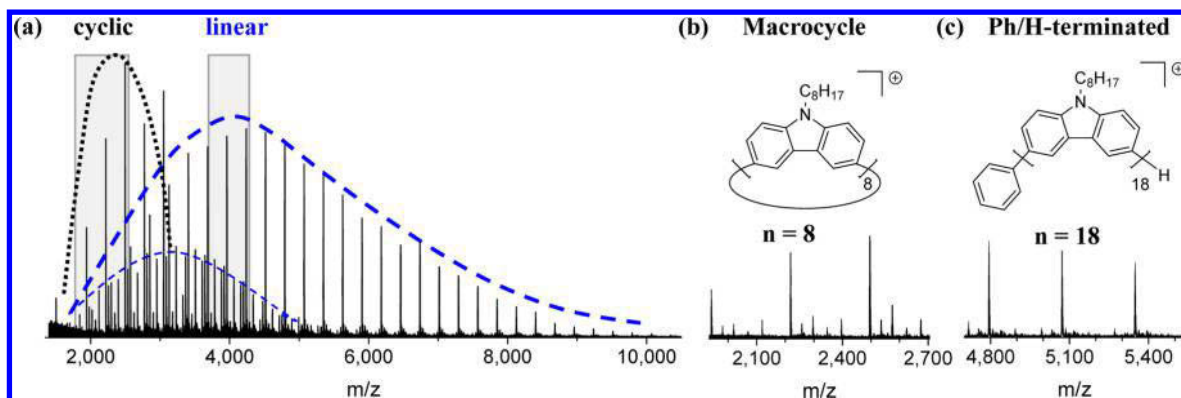 (a) cyclic linear
2,000 4,000 6,000 8,000 10,000
m/z
(b) Macrocycle
⊕
C8H17
N
8
n = 8
2,100 2,400 2,700
m/z
(c) Ph/H-terminated
⊕
C8H17
N
H
18
n = 18
4,800 5,100 5,400
m/z